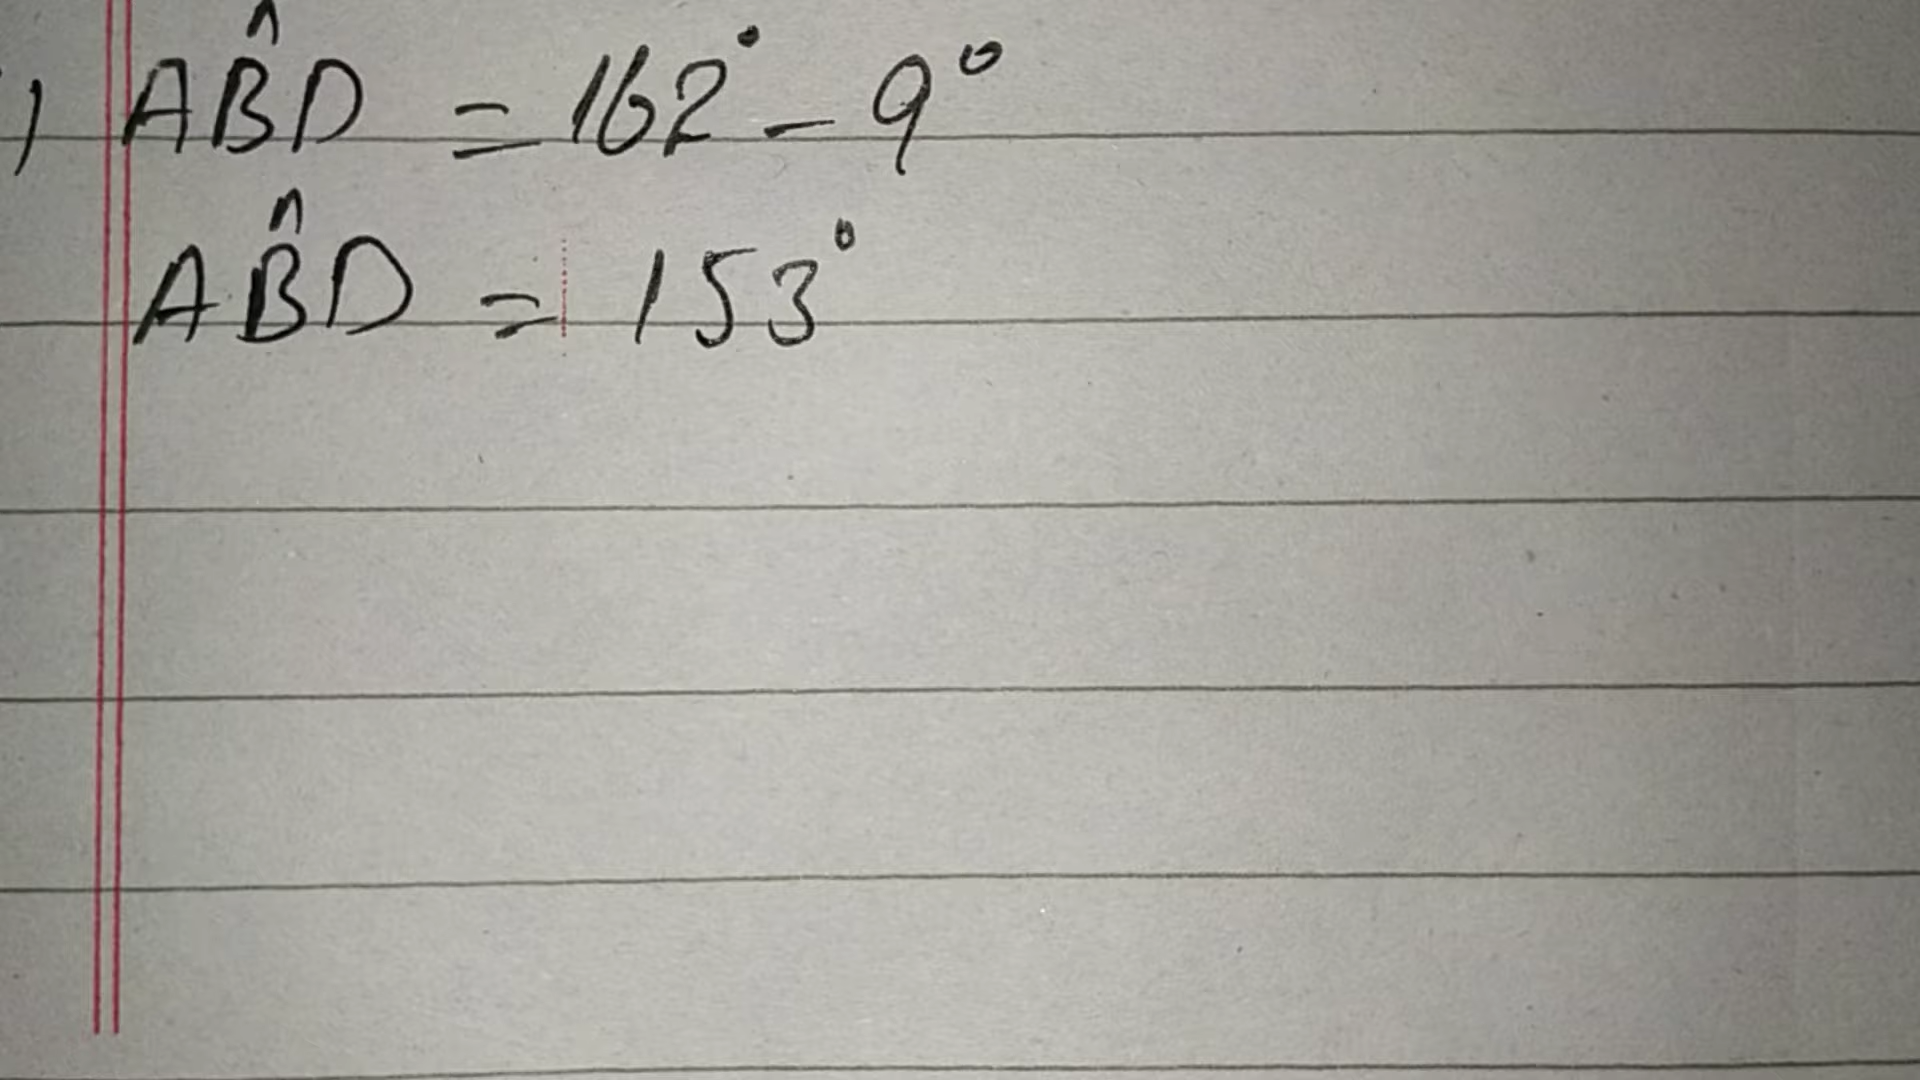 ) AB̂D = 162° - 9°
AB̂D = 153°